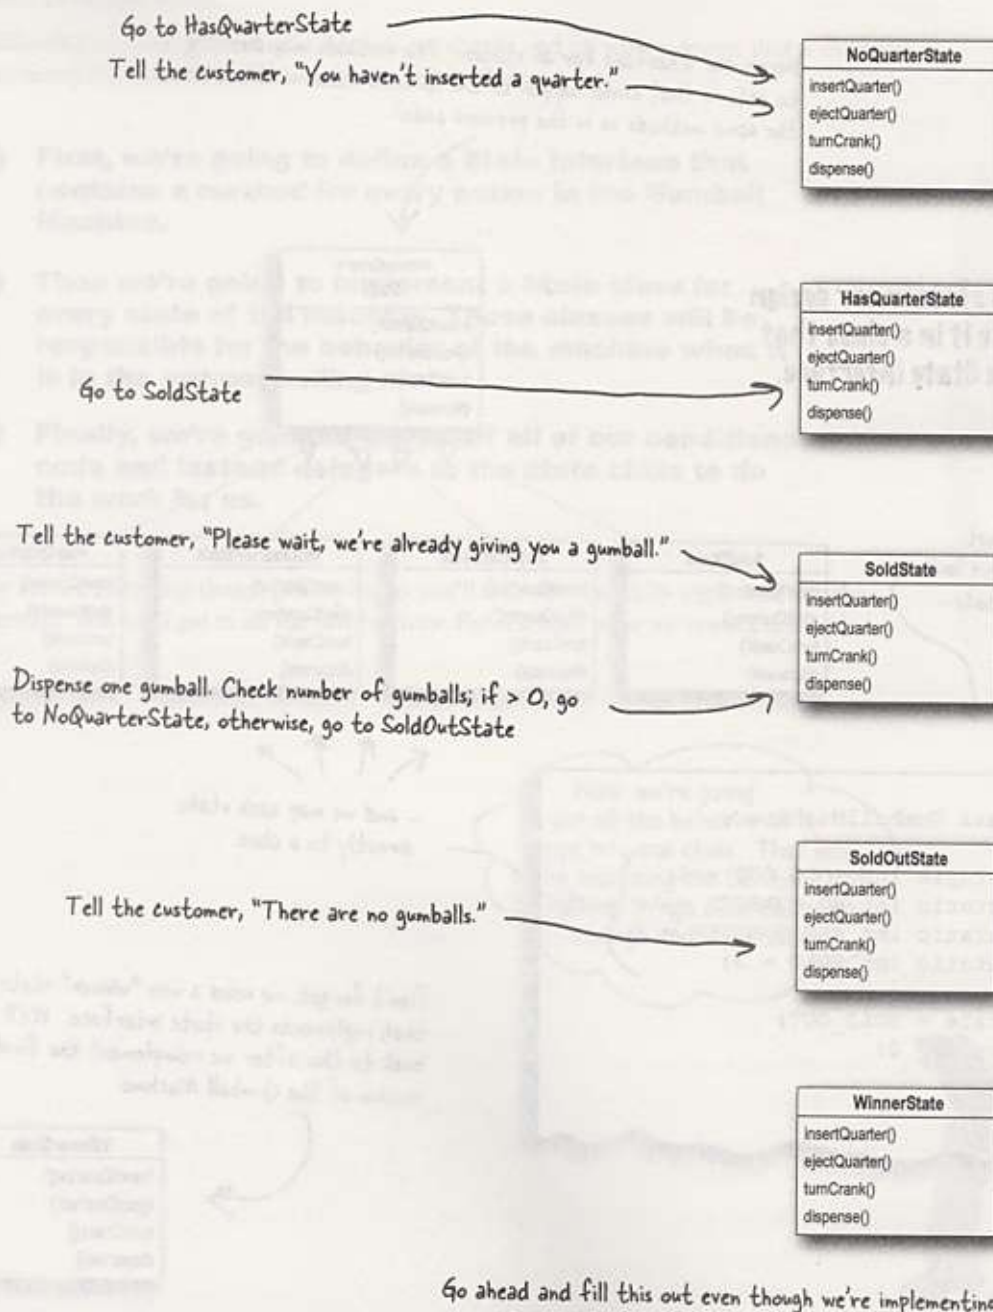 Go to HasQuarterState
Tell the customer, "You haven't inserted a quarter."
NoQuarterState
insertQuarter()
ejectQuarter()
turnCrank()
dispense()
HasQuarterState
insertQuarter()
ejectQuarter()
turnCrank()
dispense()
Go to SoldState
Tell the customer, "Please wait, we're already giving you a gumball."
SoldState
insertQuarter()
ejectQuarter()
turnCrank()
dispense()
Dispense one gumball. Check number of gumballs; if > 0, go
to NoQuarterState, otherwise, go to SoldOutState
Tell the customer, "There are no gumballs."
SoldOutState
insertQuarter()
ejectQuarter()
turnCrank()
dispense()
WinnerState
insertQuarter()
ejectQuarter()
turnCrank()
dispense()
Go ahead and fill this out even though we're implementing